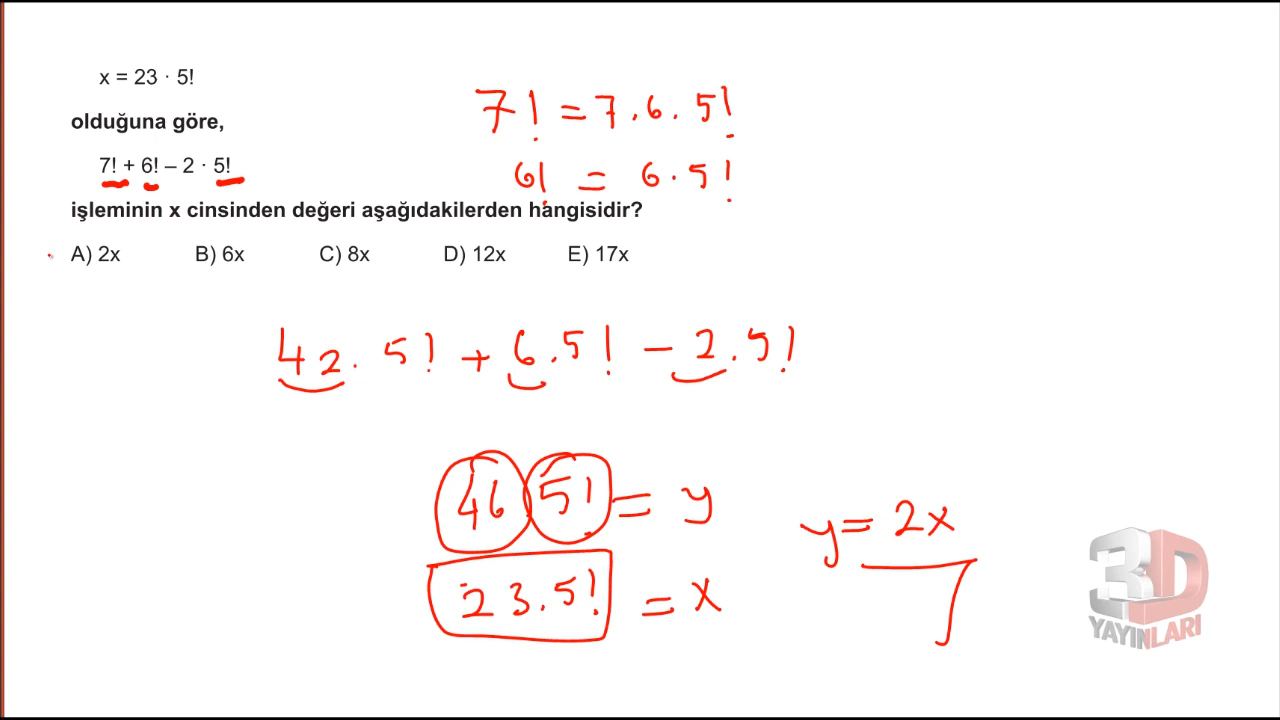 x = 23 · 5!
olduğuna göre,
7! + 6! – 2 · 5!
işleminin x cinsinden değeri aşağıdakilerden hangisidir?
A) 2x B) 6x C) 8x D) 12x E) 17x
7! = 7.6.5!
6! = 6.5!
42.5! + 6.5! - 2.5!
46 5! = y
23.5! = x
y = 2x
3D
YAYINLARI